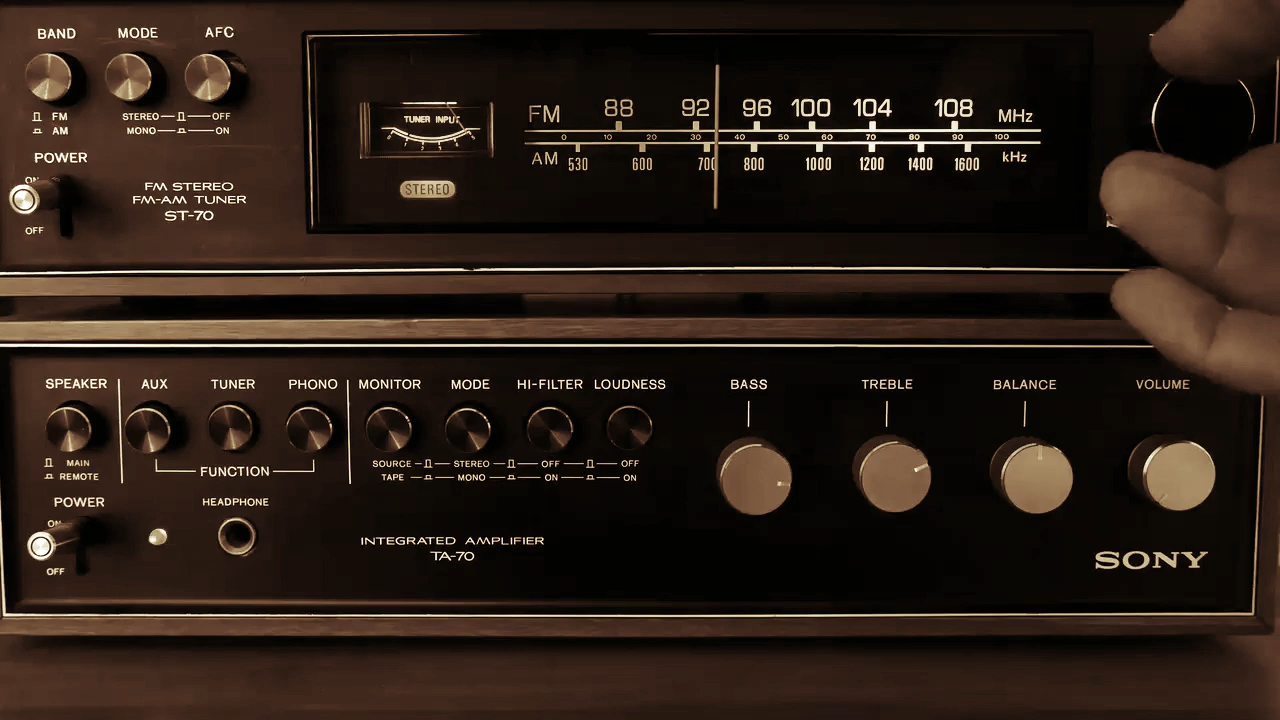 BAND MODE AFC
FM STEREO OFF
AM MONO ON
POWER
ON
OFF
FM STEREO
FM-AM TUNER
ST-70
TUNER INPUT
STEREO
FM 88 92 96 100 104 108 MHz
0 10 20 30 40 50 60 70 80 90 100
AM 530 600 700 800 1000 1200 1400 1600 kHz
SPEAKER AUX TUNER PHONO MONITOR MODE HI-FILTER LOUDNESS BASS TREBLE BALANCE VOLUME
MAIN SOURCE STEREO OFF OFF
REMOTE FUNCTION TAPE MONO ON ON
POWER HEADPHONE
ON
OFF
INTEGRATED AMPLIFIER
TA-70
SONY